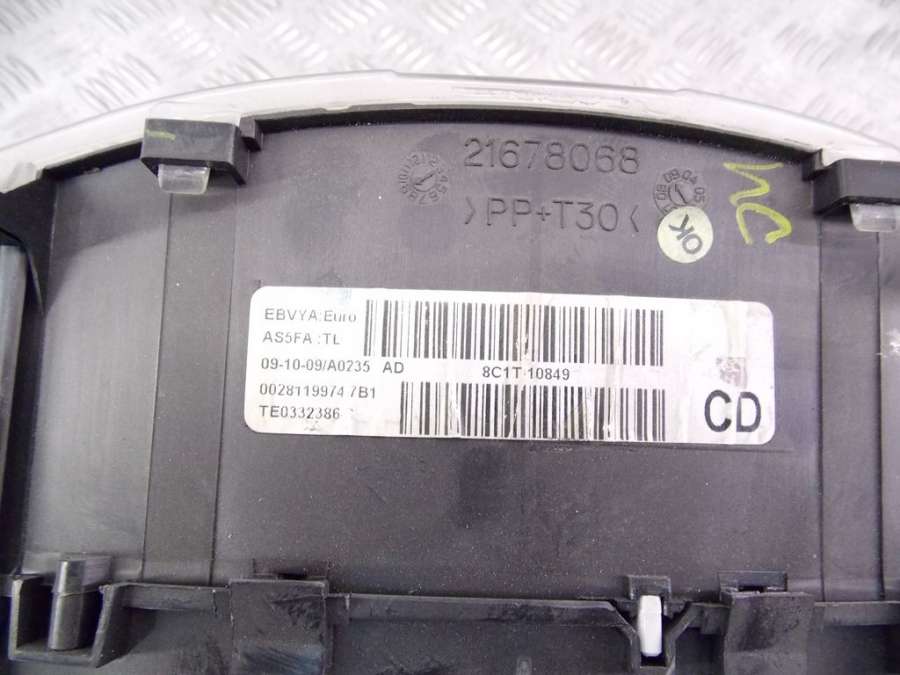 21678068
>PP+T30<
OK
EBVYA:Euro
AS5FA :TL
09-10-09/A0235 AD
8C1T 10849
0028119974 7B1
TE0332386
CD